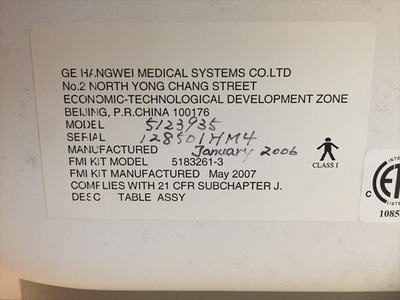 GE HANGWEI MEDICAL SYSTEMS CO.LTD
No.2 NORTH YONG CHANG STREET
ECONOMIC-TECHNOLOGICAL DEVELOPMENT ZONE
BEIJING, P.R.CHINA 100176
MODEL 5123935
SERIAL 128501HM4
MANUFACTURED January 2006
FMI KIT MODEL 5183261-3
FMI KIT MANUFACTURED May 2007
COMPLIES WITH 21 CFR SUBCHAPTER J.
DESC TABLE ASSY
CLASS I
C
1085